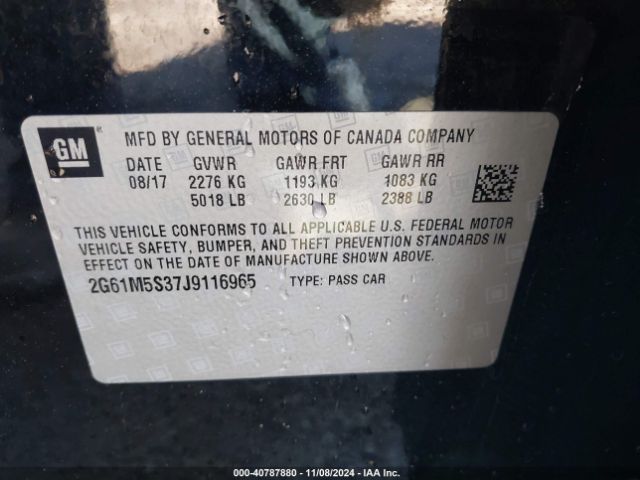 GM
MFD BY GENERAL MOTORS OF CANADA COMPANY
DATE GVWR GAWR FRT GAWR RR
08/17 2276 KG 1193 KG 1083 KG
5018 LB 2630 LB 2388 LB
THIS VEHICLE CONFORMS TO ALL APPLICABLE U.S. FEDERAL MOTOR
VEHICLE SAFETY, BUMPER, AND THEFT PREVENTION STANDARDS IN
EFFECT ON THE DATE OF MANUFACTURE SHOWN ABOVE.
2G61M5S37J9116965 TYPE: PASS CAR
200 - 40787880 - 11/08/2024 - IAA Inc.